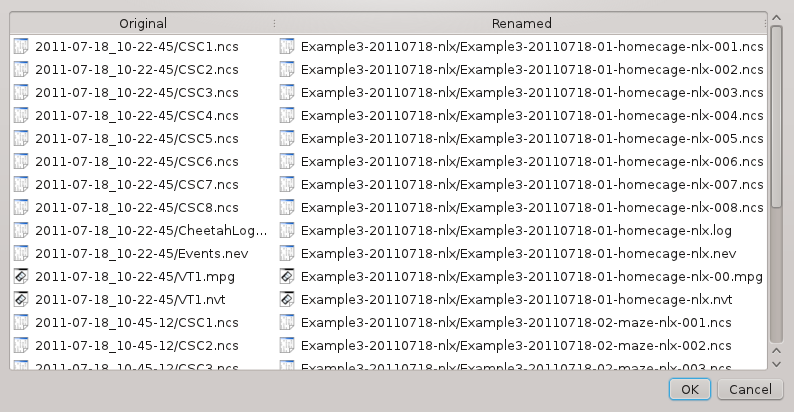 Original Renamed
2011-07-18_10-22-45/CSC1.ncs Example3-20110718-nlx/Example3-20110718-01-homecage-nlx-001.ncs
2011-07-18_10-22-45/CSC2.ncs Example3-20110718-nlx/Example3-20110718-01-homecage-nlx-002.ncs
2011-07-18_10-22-45/CSC3.ncs Example3-20110718-nlx/Example3-20110718-01-homecage-nlx-003.ncs
2011-07-18_10-22-45/CSC4.ncs Example3-20110718-nlx/Example3-20110718-01-homecage-nlx-004.ncs
2011-07-18_10-22-45/CSC5.ncs Example3-20110718-nlx/Example3-20110718-01-homecage-nlx-005.ncs
2011-07-18_10-22-45/CSC6.ncs Example3-20110718-nlx/Example3-20110718-01-homecage-nlx-006.ncs
2011-07-18_10-22-45/CSC7.ncs Example3-20110718-nlx/Example3-20110718-01-homecage-nlx-007.ncs
2011-07-18_10-22-45/CSC8.ncs Example3-20110718-nlx/Example3-20110718-01-homecage-nlx-008.ncs
2011-07-18_10-22-45/CheetahLog... Example3-20110718-nlx/Example3-20110718-01-homecage-nlx.log
2011-07-18_10-22-45/Events.nev Example3-20110718-nlx/Example3-20110718-01-homecage-nlx.nev
2011-07-18_10-22-45/VT1.mpg Example3-20110718-nlx/Example3-20110718-01-homecage-nlx-00.mpg
2011-07-18_10-22-45/VT1.nvt Example3-20110718-nlx/Example3-20110718-01-homecage-nlx.nvt
2011-07-18_10-45-12/CSC1.ncs Example3-20110718-nlx/Example3-20110718-02-maze-nlx-001.ncs
2011-07-18_10-45-12/CSC2.ncs Example3-20110718-nlx/Example3-20110718-02-maze-nlx-002.ncs
2011-07-18_10-45-12/CSC3.ncs Example3-20110718-nlx/Example3-20110718-02-maze-nlx-003.ncs
OK Cancel